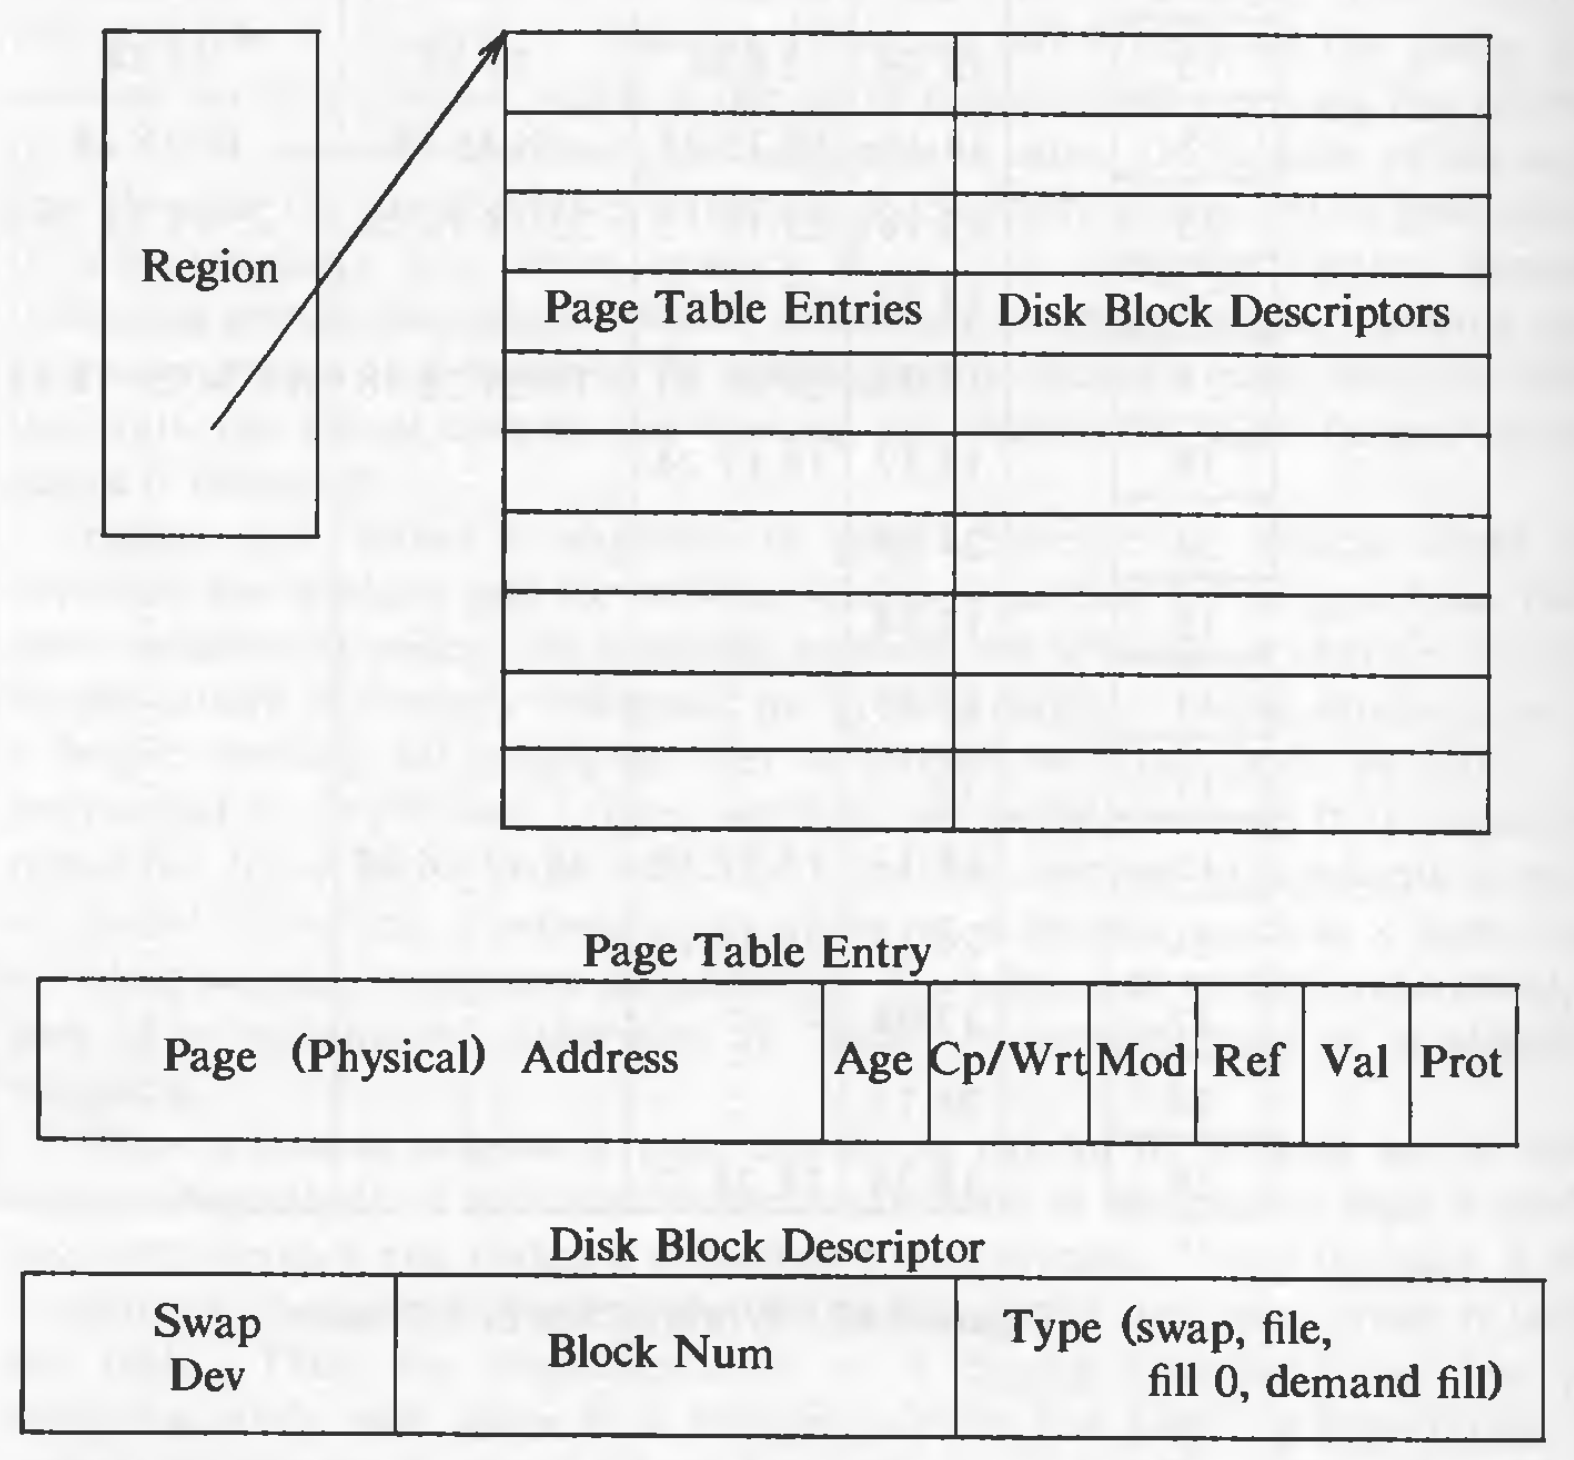 Region
Page Table Entries
Disk Block Descriptors
Page Table Entry
Page (Physical) Address
Age
Cp/Wrt
Mod
Ref
Val
Prot
Disk Block Descriptor
Swap
Dev
Block Num
Type (swap, file,
fill 0, demand fill)